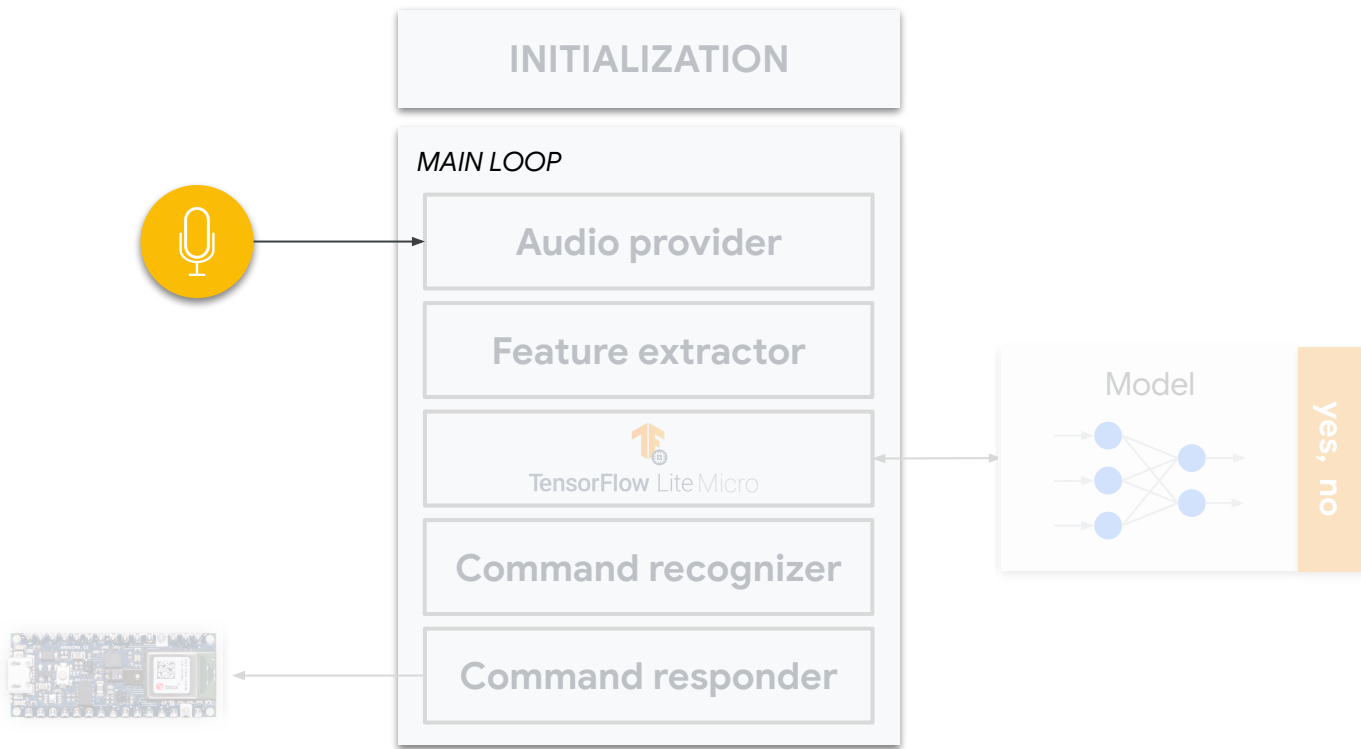 INITIALIZATION
MAIN LOOP
Audio provider
Feature extractor
Model
yes, no
TensorFlow Lite Micro
Command recognizer
Command responder